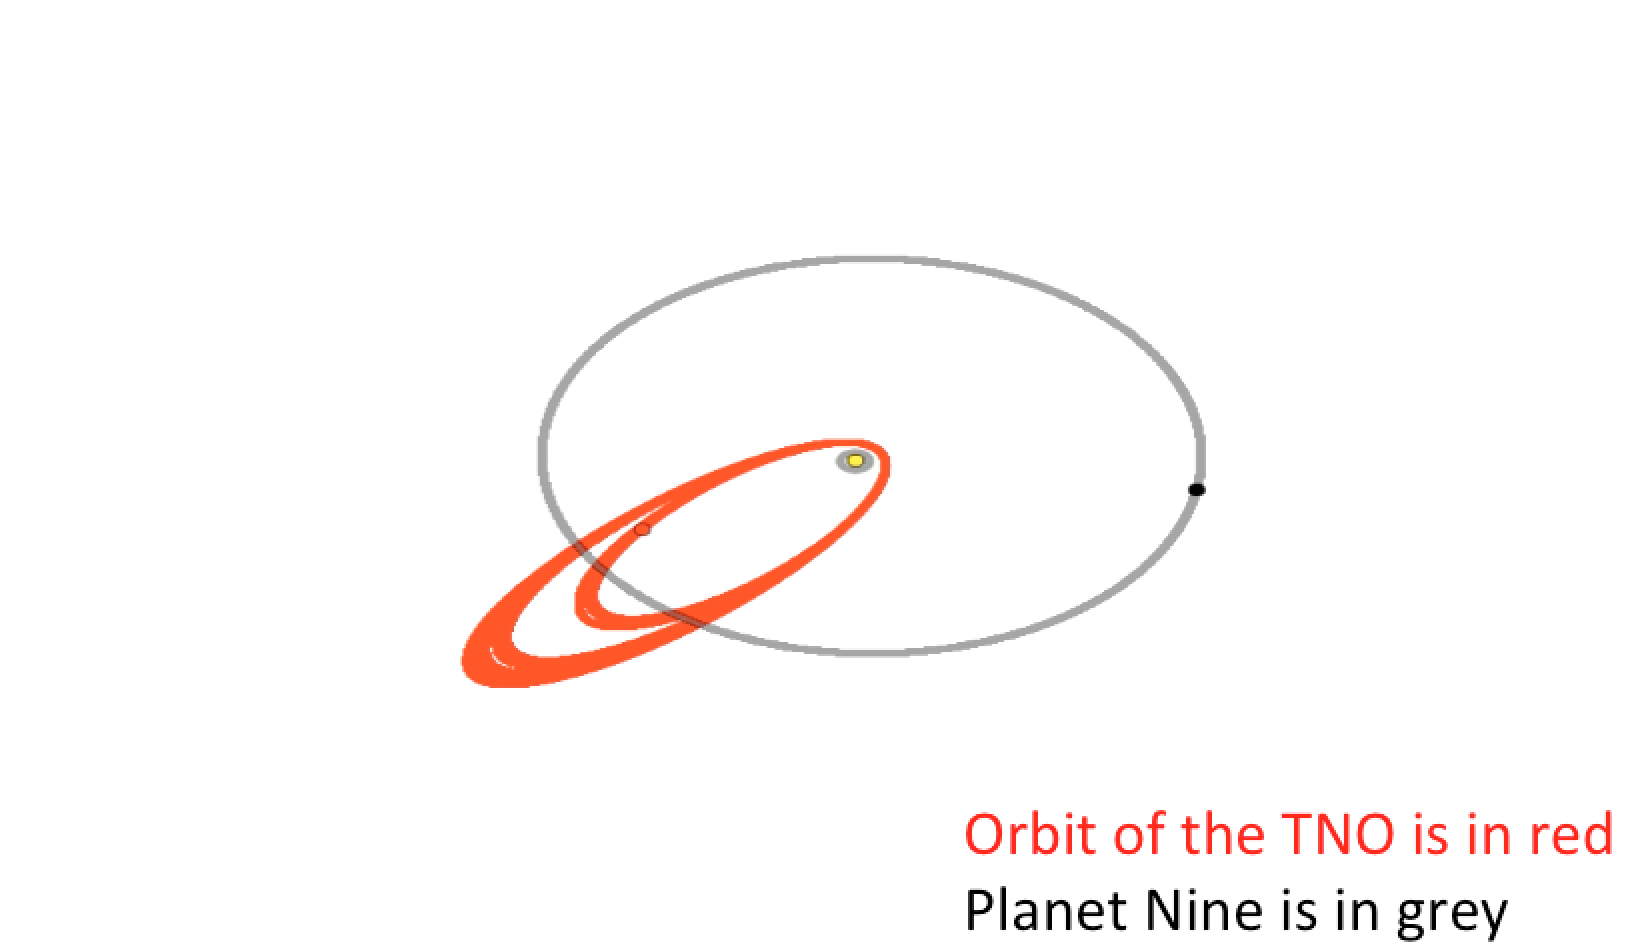 Orbit of the TNO is in red
Planet Nine is in grey